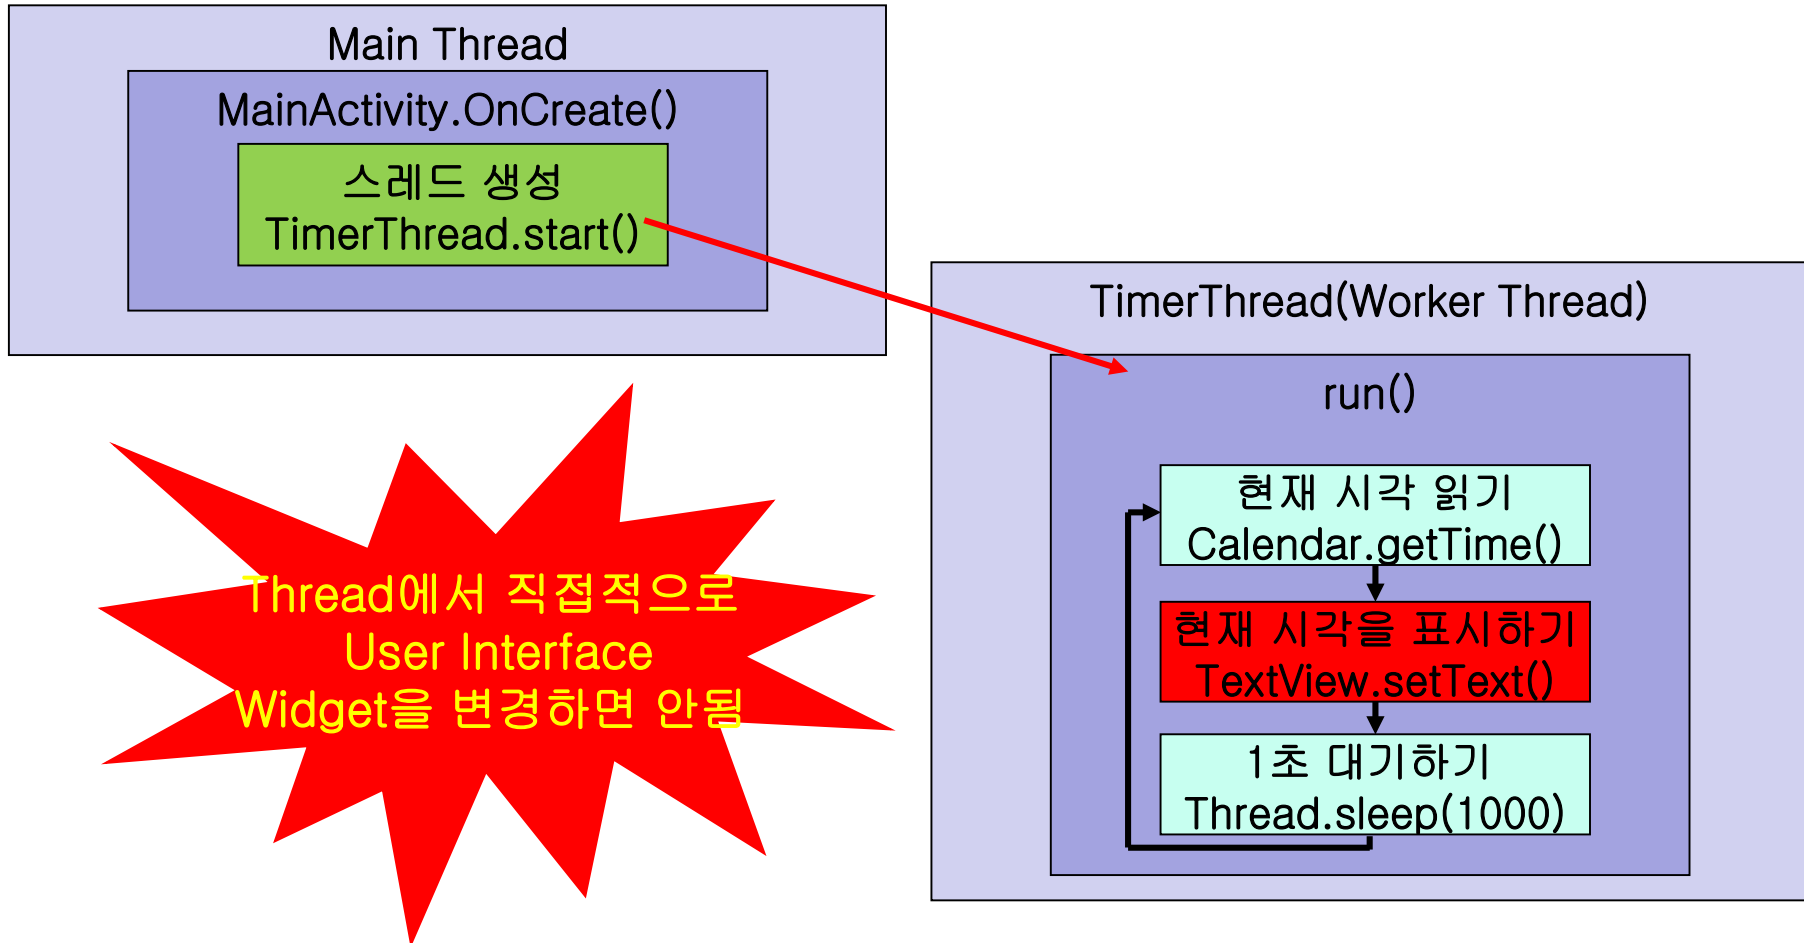 Main Thread
MainActivity.OnCreate()
스레드 생성
TimerThread.start()
TimerThread(Worker Thread)
run()
현재 시각 읽기
Calendar.getTime()
현재 시각을 표시하기
TextView.setText()
1초 대기하기
Thread.sleep(1000)
Thread에서 직접적으로
User Interface
Widget을 변경하면 안됨